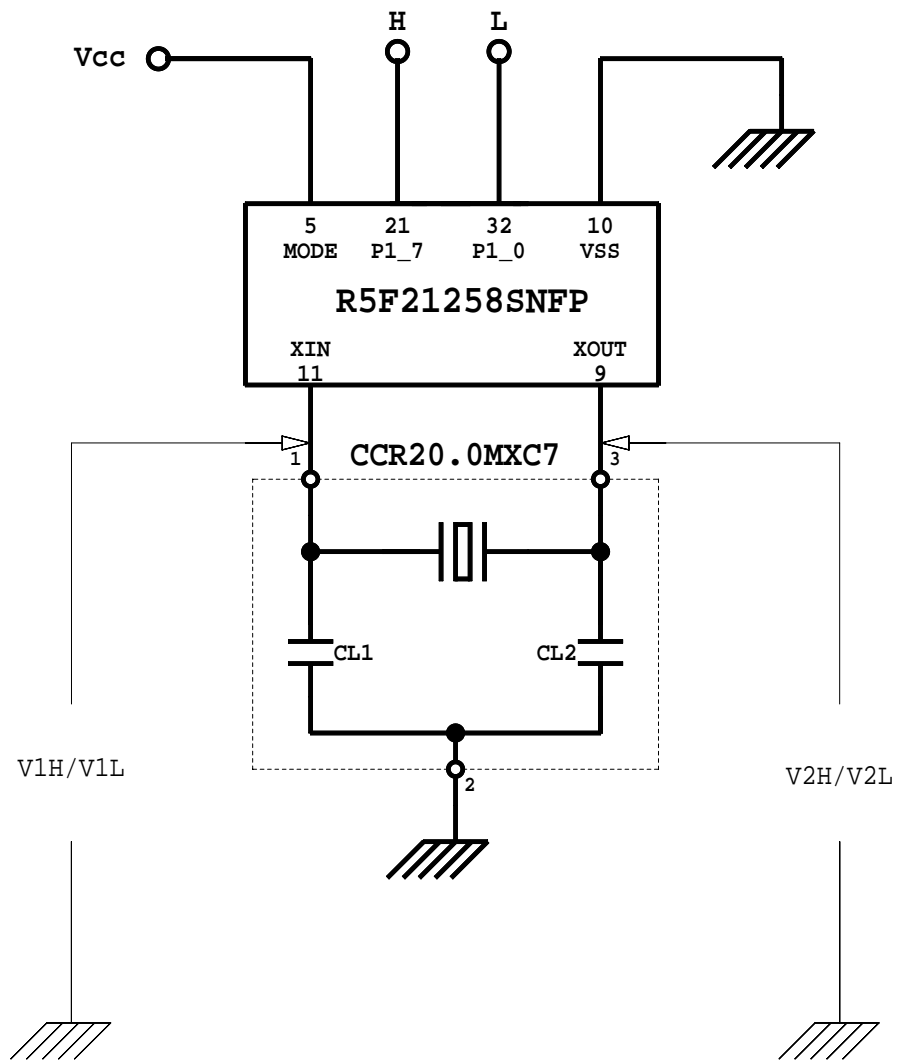 H L
Vcc
5 21 32 10
MODE P1_7 P1_0 VSS
R5F21258SNFP
XIN XOUT
11 9
1 CCR20.0MXC7 3
CL1 CL2
V1H/V1L
V2H/V2L
2